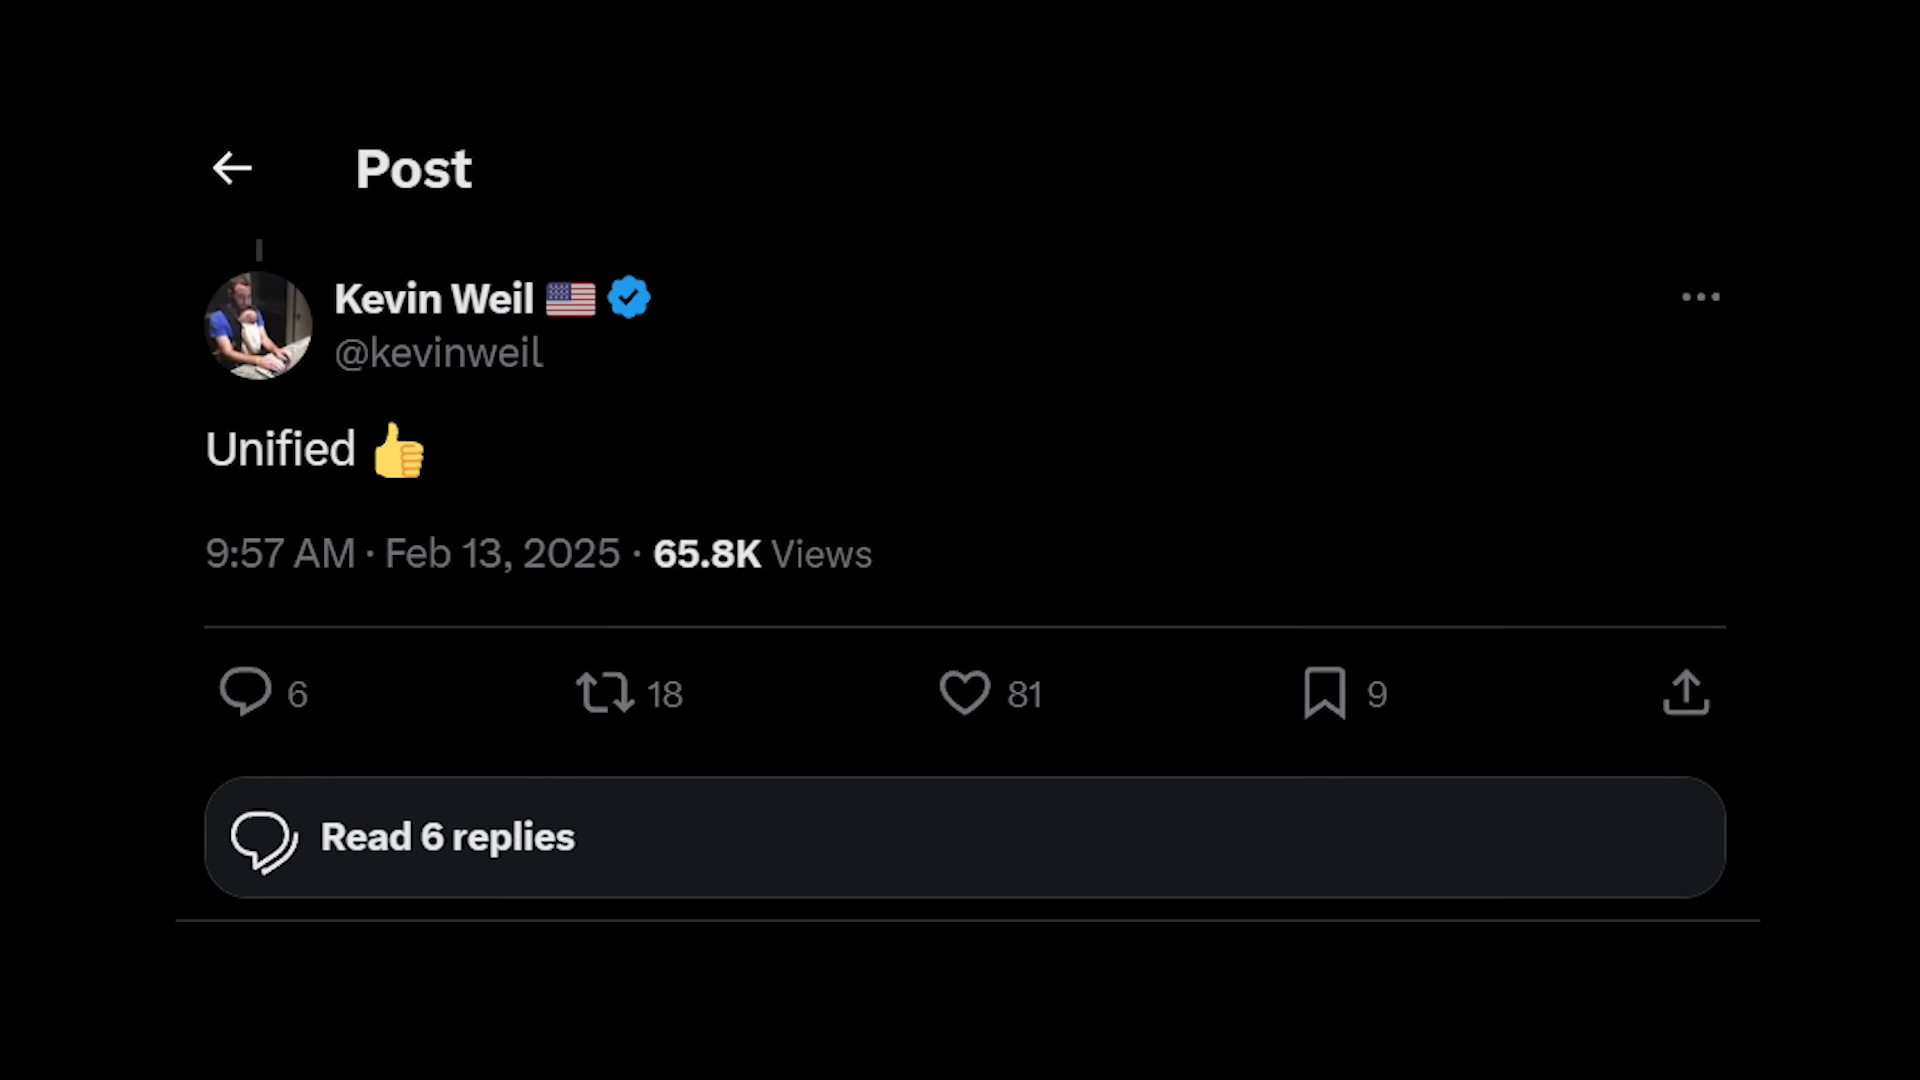 Post
Kevin Weil 🇺🇸
@kevinweil
Unified 👍
9:57 AM · Feb 13, 2025 · 65.8K Views
6 18 81 9
Read 6 replies